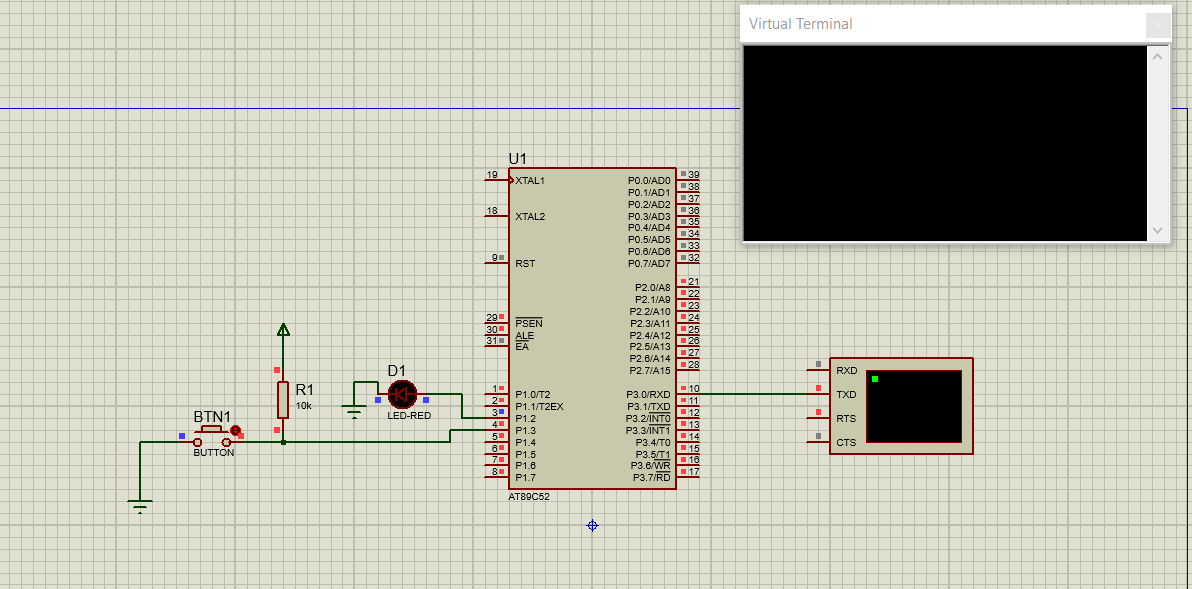 Virtual Terminal
U1
19 XTAL1
18 XTAL2
9 RST
29 PSEN
30 ALE
31 EA
1 P1.0/T2
2 P1.1/T2EX
3 P1.2
4 P1.3
5 P1.4
6 P1.5
7 P1.6
8 P1.7
P0.0/AD0 39
P0.1/AD1 38
P0.2/AD2 37
P0.3/AD3 36
P0.4/AD4 35
P0.5/AD5 34
P0.6/AD6 33
P0.7/AD7 32
P2.0/A8 21
P2.1/A9 22
P2.2/A10 23
P2.3/A11 24
P2.4/A12 25
P2.5/A13 26
P2.6/A14 27
P2.7/A15 28
P3.0/RXD 10
P3.1/TXD 11
P3.2/INT0 12
P3.3/INT1 13
P3.4/T0 14
P3.5/T1 15
P3.6/WR 16
P3.7/RD 17
AT89C52
D1
LED-RED
R1
10k
BTN1
BUTTON
RXD
TXD
RTS
CTS